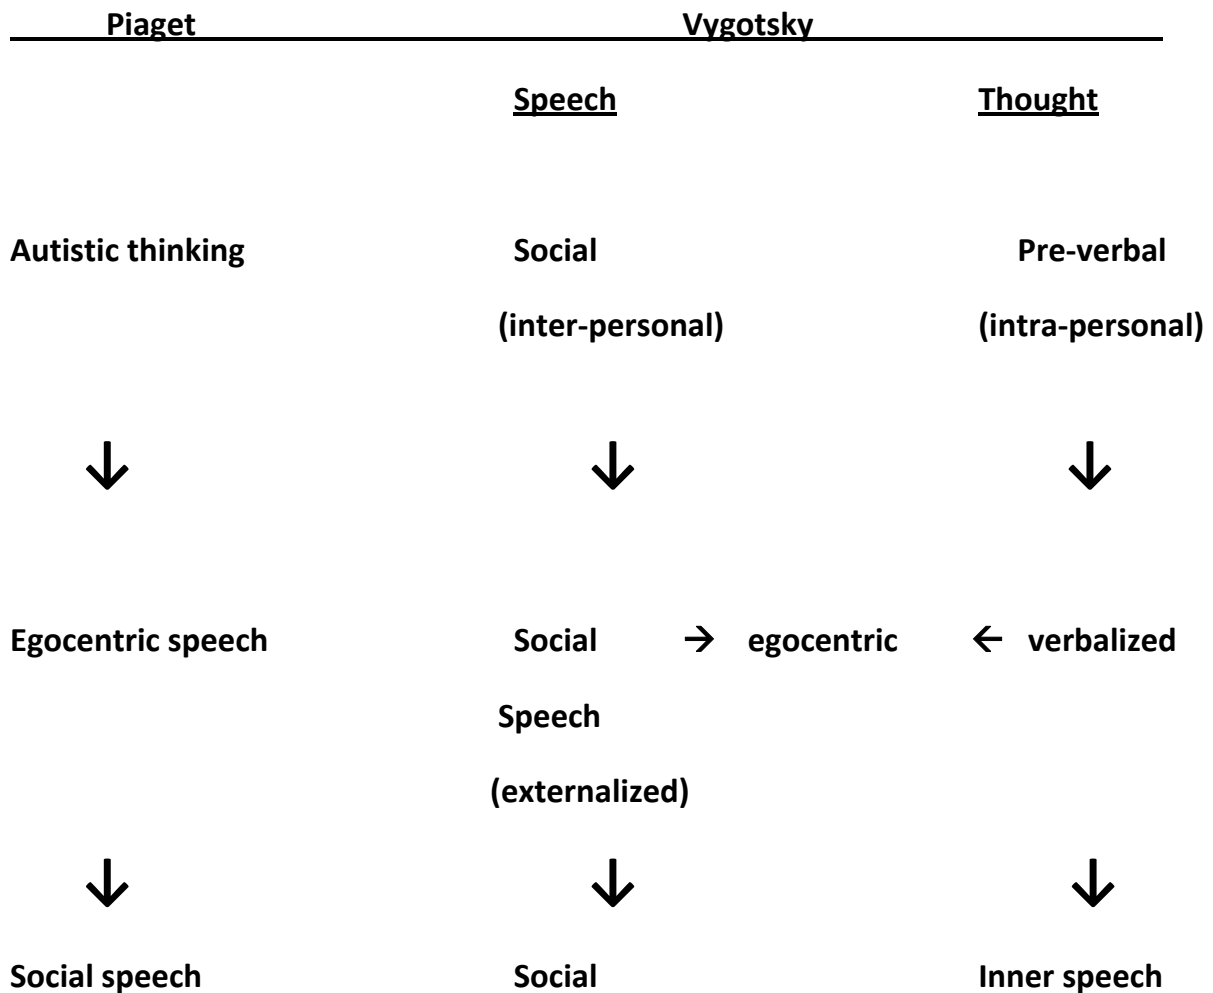 Piaget Vygotsky
Speech Thought
Autistic thinking Social Pre-verbal
(inter-personal) (intra-personal)
↓ ↓ ↓
Egocentric speech Social → egocentric ← verbalized
Speech
(externalized)
↓ ↓ ↓
Social speech Social Inner speech